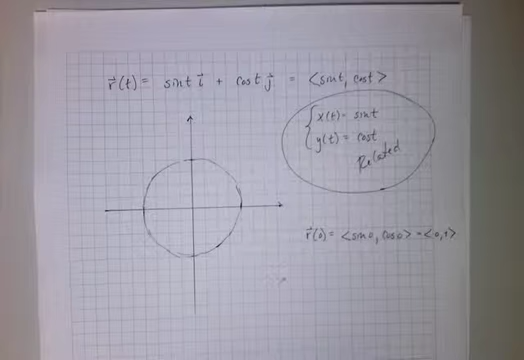 r⃗(t) = sint i⃗ + cost j⃗ = <sint, cost>
x(t) = sint
y(t) = cost
Related
r⃗(0) = <sin0, cos0> = <0,1>